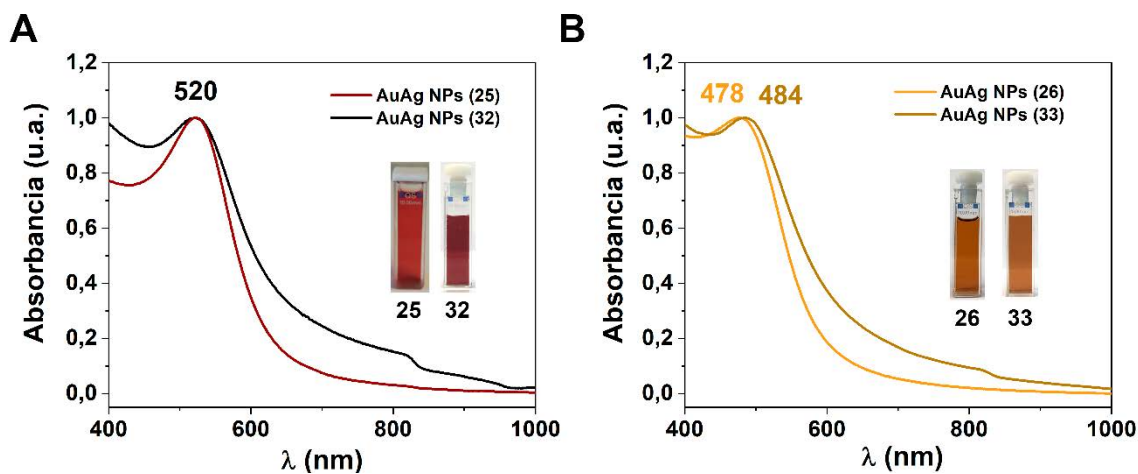 A
Absorbancia (u.a.)
1,2
1,0
0,8
0,6
0,4
0,2
0,0
520
AuAg NPs (25)
AuAg NPs (32)
25
32
400
600
800
1000
λ (nm)
B
Absorbancia (u.a.)
1,2
1,0
0,8
0,6
0,4
0,2
0,0
478
484
AuAg NPs (26)
AuAg NPs (33)
26
33
400
600
800
1000
λ (nm)